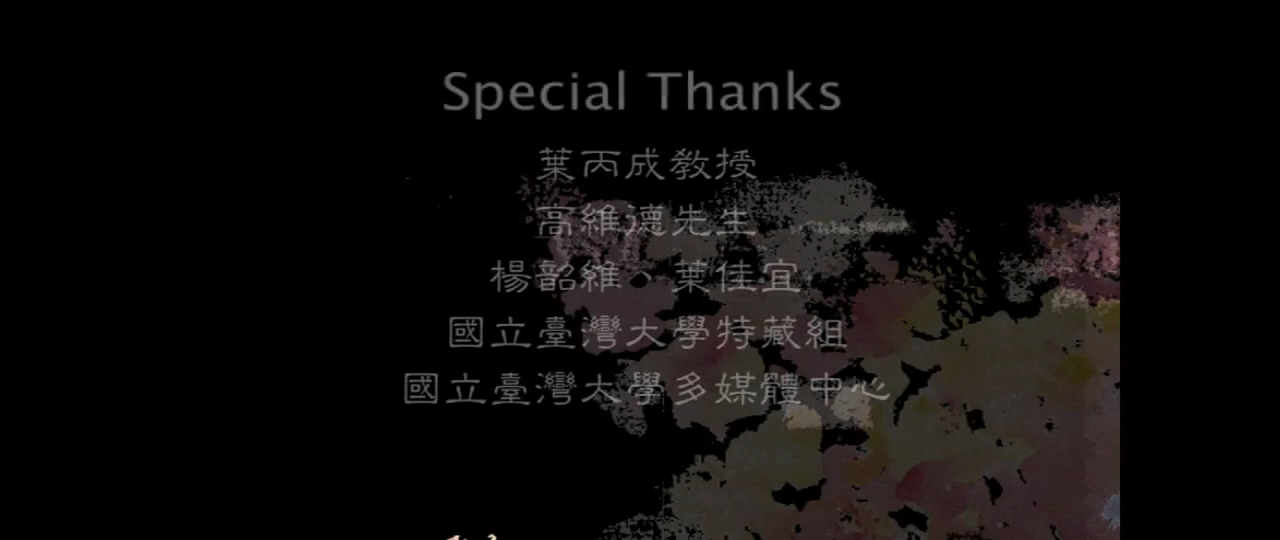 Special Thanks
葉丙成教授
高維德先生
楊韶維、葉佳宜
國立臺灣大學特藏組
國立臺灣大學多媒體中心